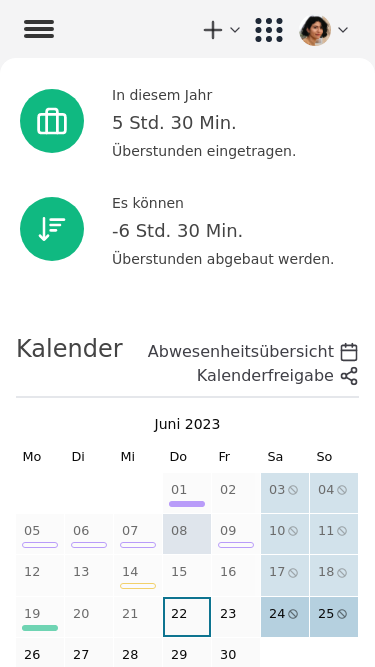 In diesem Jahr
5 Std. 30 Min.
Überstunden eingetragen.
Es können
-6 Std. 30 Min.
Überstunden abgebaut werden.
Kalender
Abwesenheitsübersicht
Kalenderfreigabe
Juni 2023
Mo Di Mi Do Fr Sa So
01 02 03 04
05 06 07 08 09 10 11
12 13 14 15 16 17 18
19 20 21 22 23 24 25
26 27 28 29 30